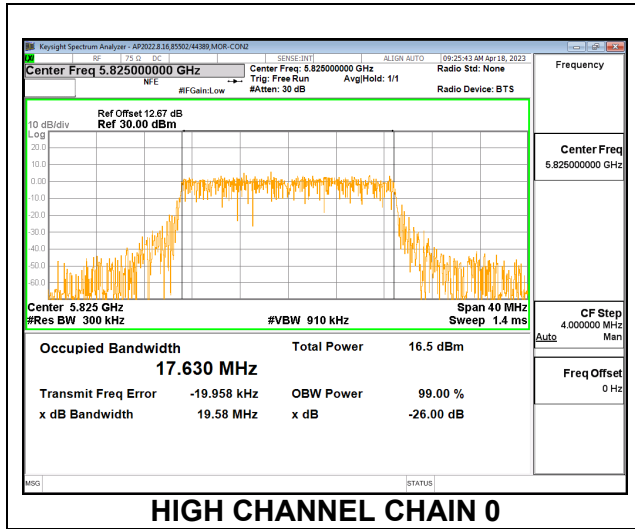 Keysight Spectrum Analyzer - AP2022.8.16,85502/44389,MOR-CON2
RF 75 Ω DC SENSE:INT ALIGN AUTO 09:25:43 AM Apr 18, 2023
Center Freq 5.825000000 GHz
Center Freq: 5.825000000 GHz Radio Std: None
NFE Trig: Free Run Avg|Hold: 1/1
#IFGain:Low #Atten: 30 dB Radio Device: BTS
Ref Offset 12.67 dB
10 dB/div Ref 30.00 dBm
Log
20.0
10.0
0.00
-10.0
-20.0
-30.0
-40.0
-50.0
-60.0
Center 5.825 GHz Span 40 MHz
#Res BW 300 kHz #VBW 910 kHz Sweep 1.4 ms
Occupied Bandwidth Total Power 16.5 dBm
17.630 MHz
Transmit Freq Error -19.958 kHz OBW Power 99.00 %
x dB Bandwidth 19.58 MHz x dB -26.00 dB
Frequency
Center Freq
5.825000000 GHz
CF Step
4.000000 MHz
Auto Man
Freq Offset
0 Hz
MSG STATUS
HIGH CHANNEL CHAIN 0